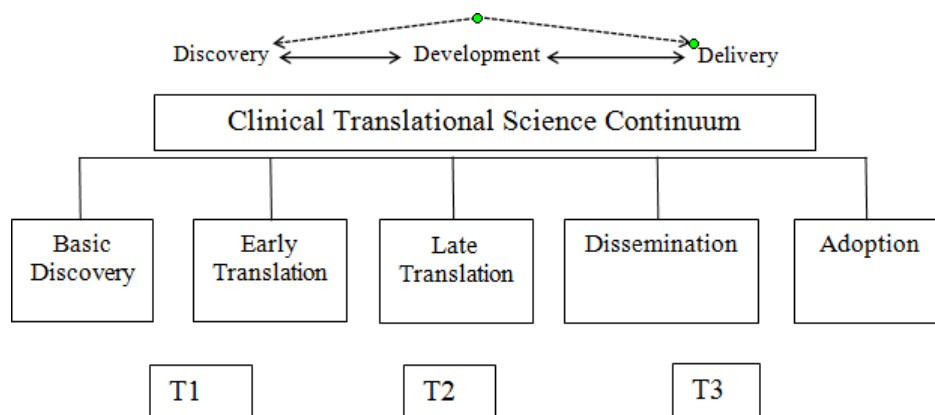 Discovery Development Delivery
Clinical Translational Science Continuum
Basic
Discovery
Early
Translation
Late
Translation
Dissemination
Adoption
T1
T2
T3